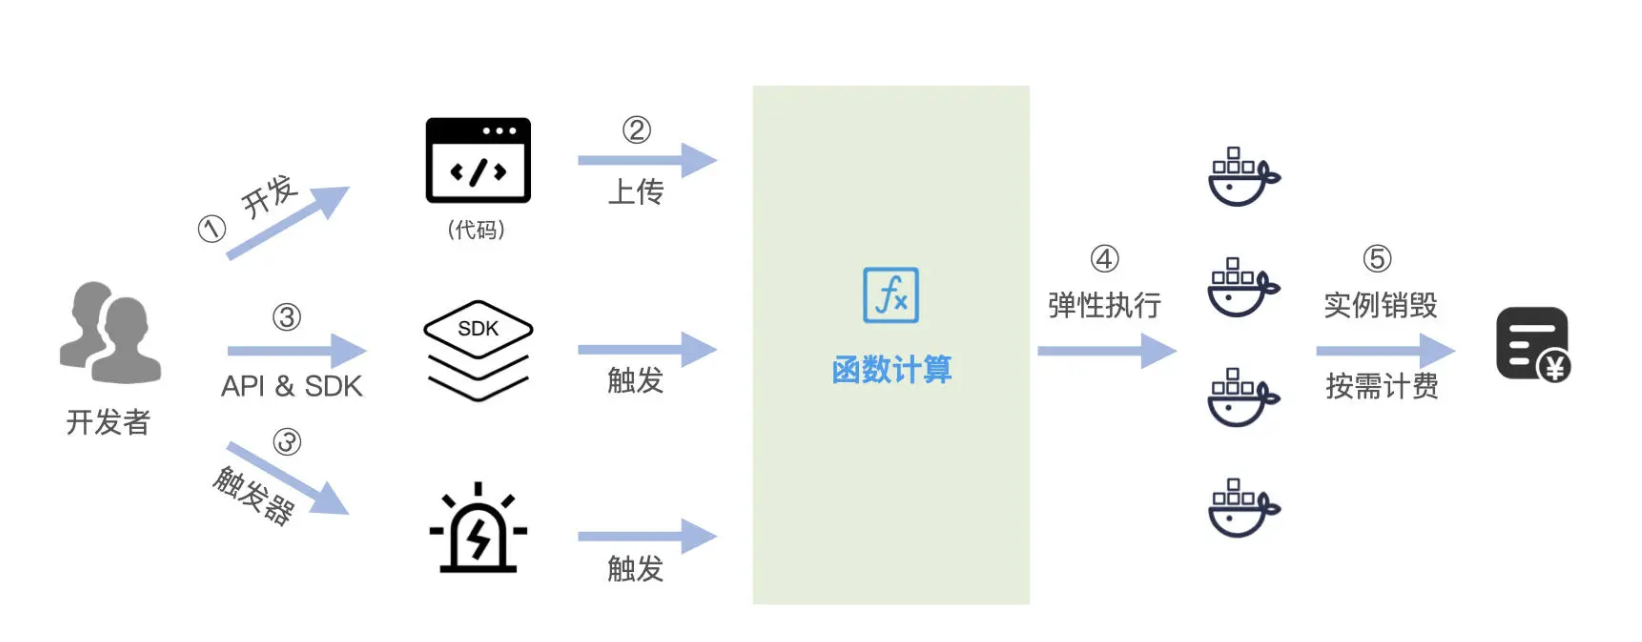 ①
开发
(代码)
②
上传
开发者
③
API & SDK
SDK
触发
③
触发器
触发
fx
函数计算
④
弹性执行
⑤
实例销毁
按需计费
¥